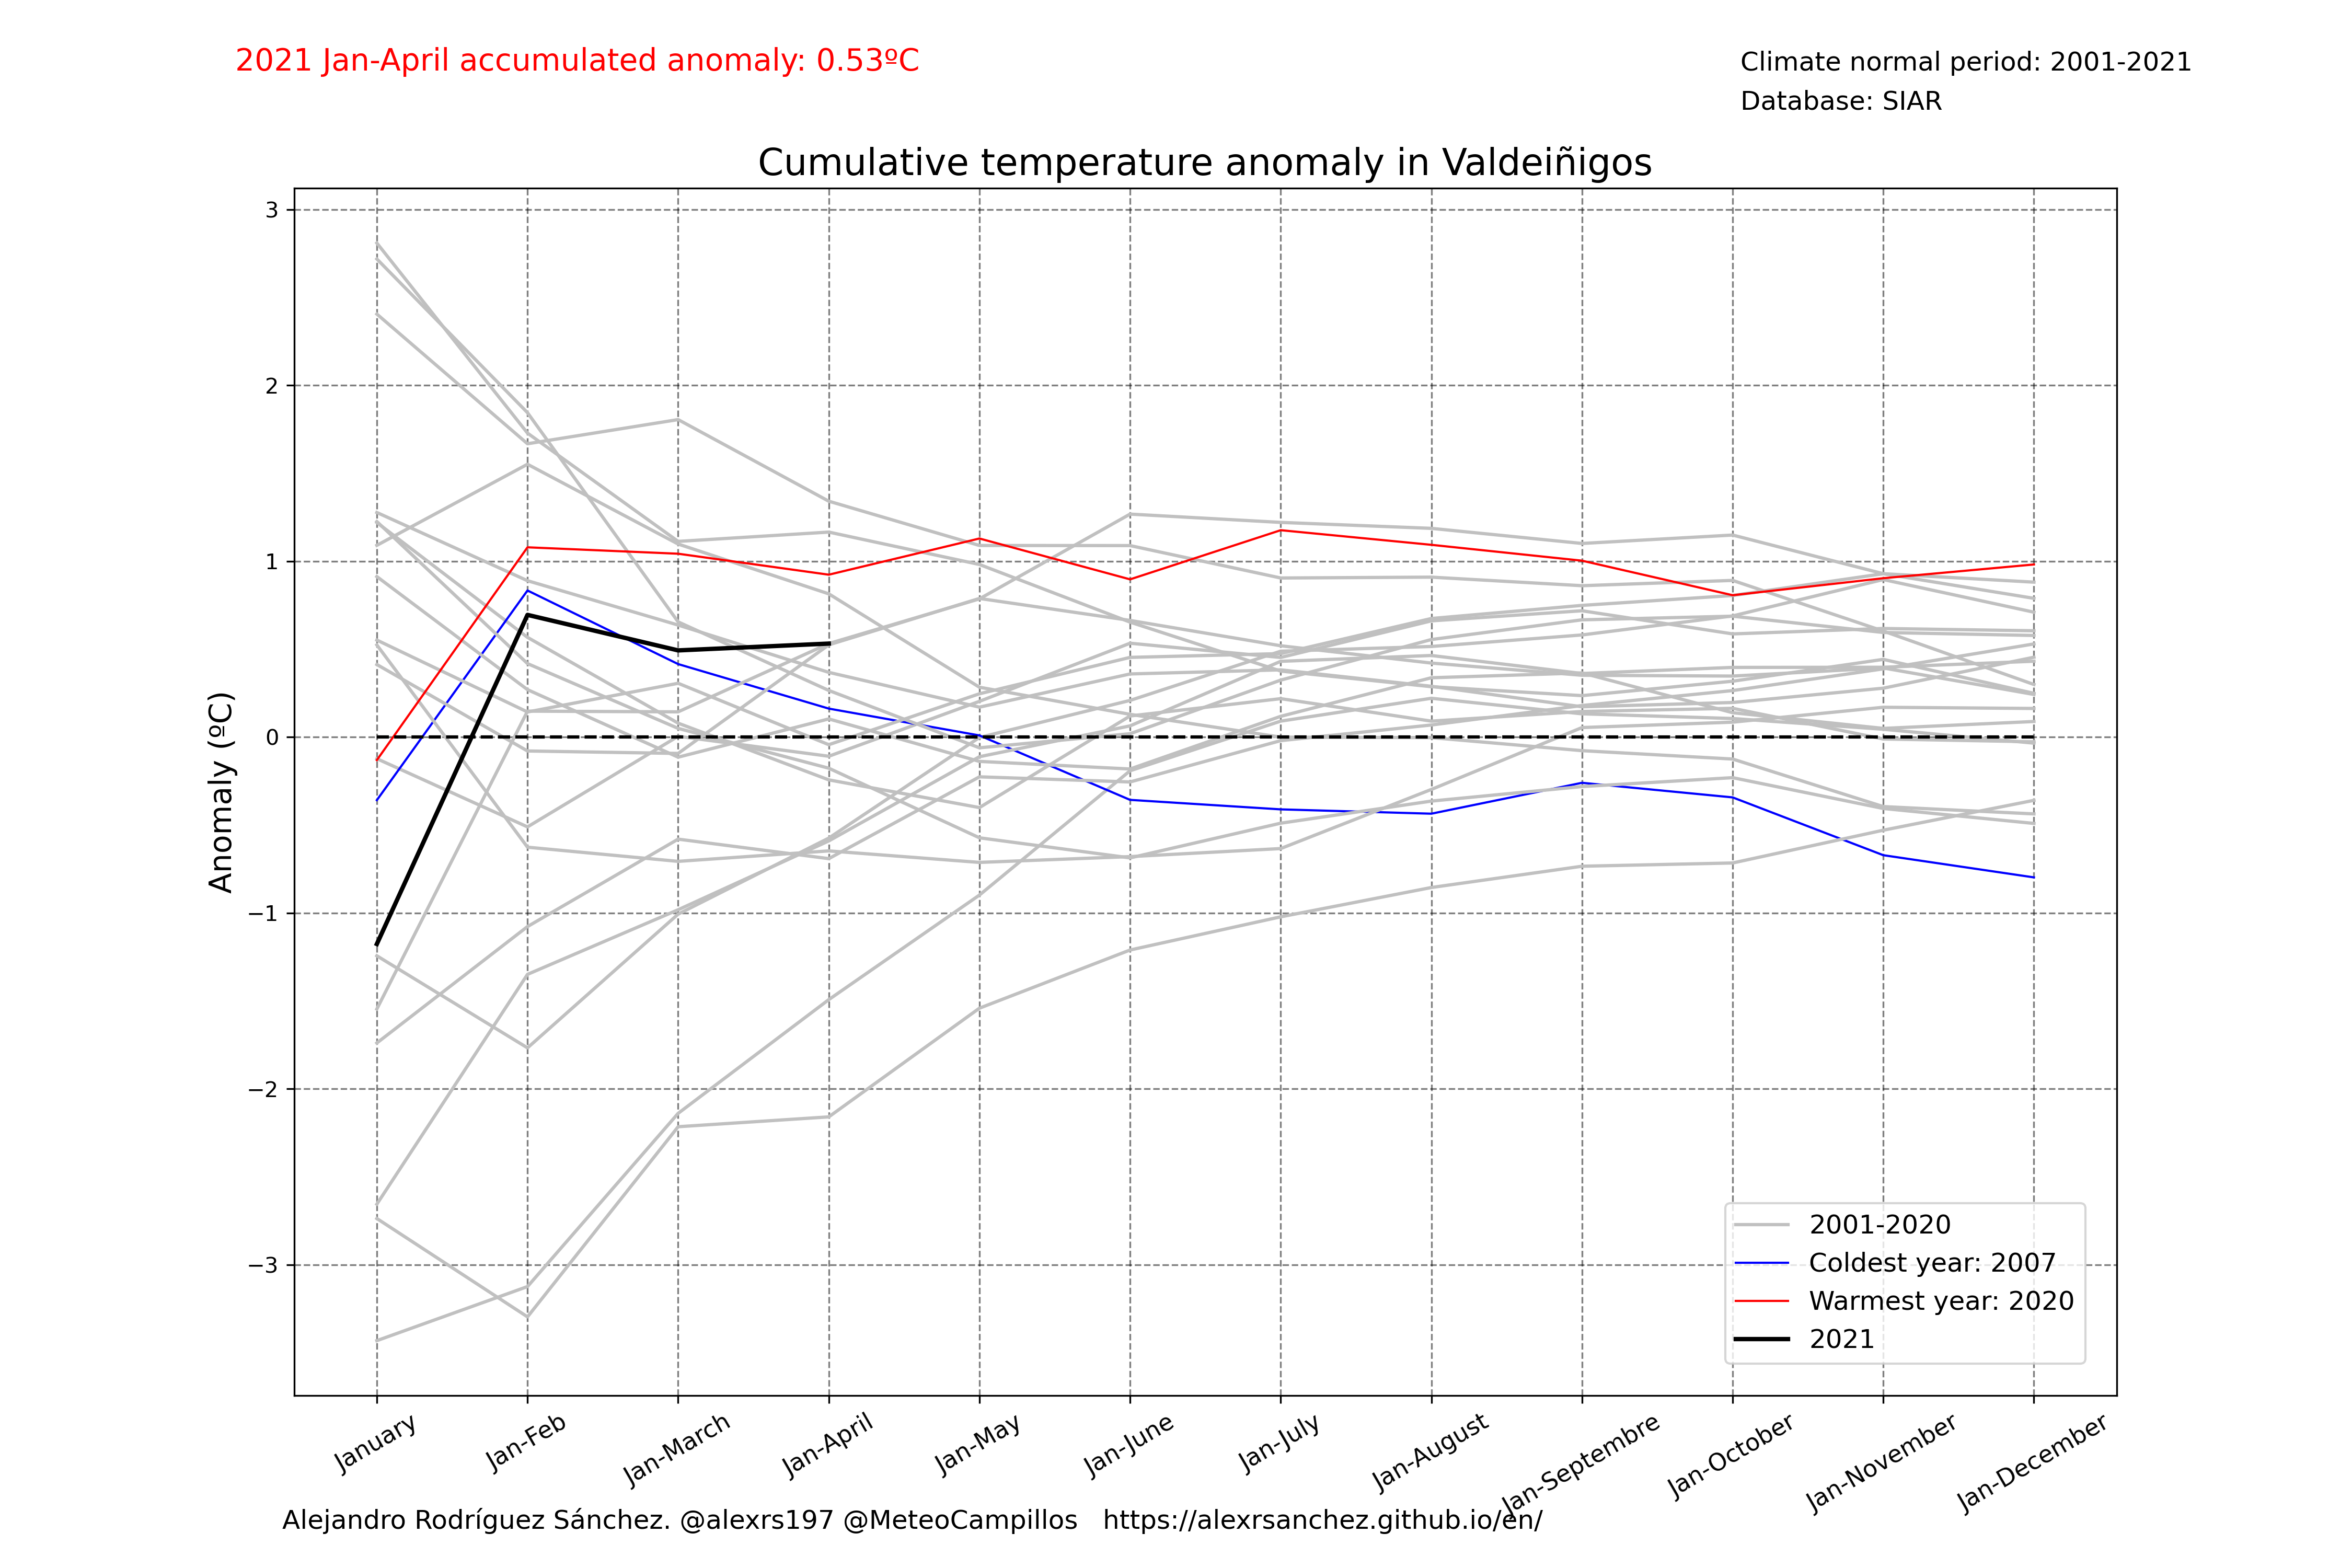 2021 Jan-April accumulated anomaly: 0.53ºC
Climate normal period: 2001-2021
Database: SIAR
Cumulative temperature anomaly in Valdeiñigos
Anomaly (ºC)
3
2
1
0
−1
−2
−3
2001-2020
Coldest year: 2007
Warmest year: 2020
2021
January
Jan-Feb
Jan-March
Jan-April
Jan-May
Jan-June
Jan-July
Jan-August
Jan-Septembre
Jan-October
Jan-November
Jan-December
Alejandro Rodríguez Sánchez. @alexrs197 @MeteoCampillos https://alexrsanchez.github.io/en/